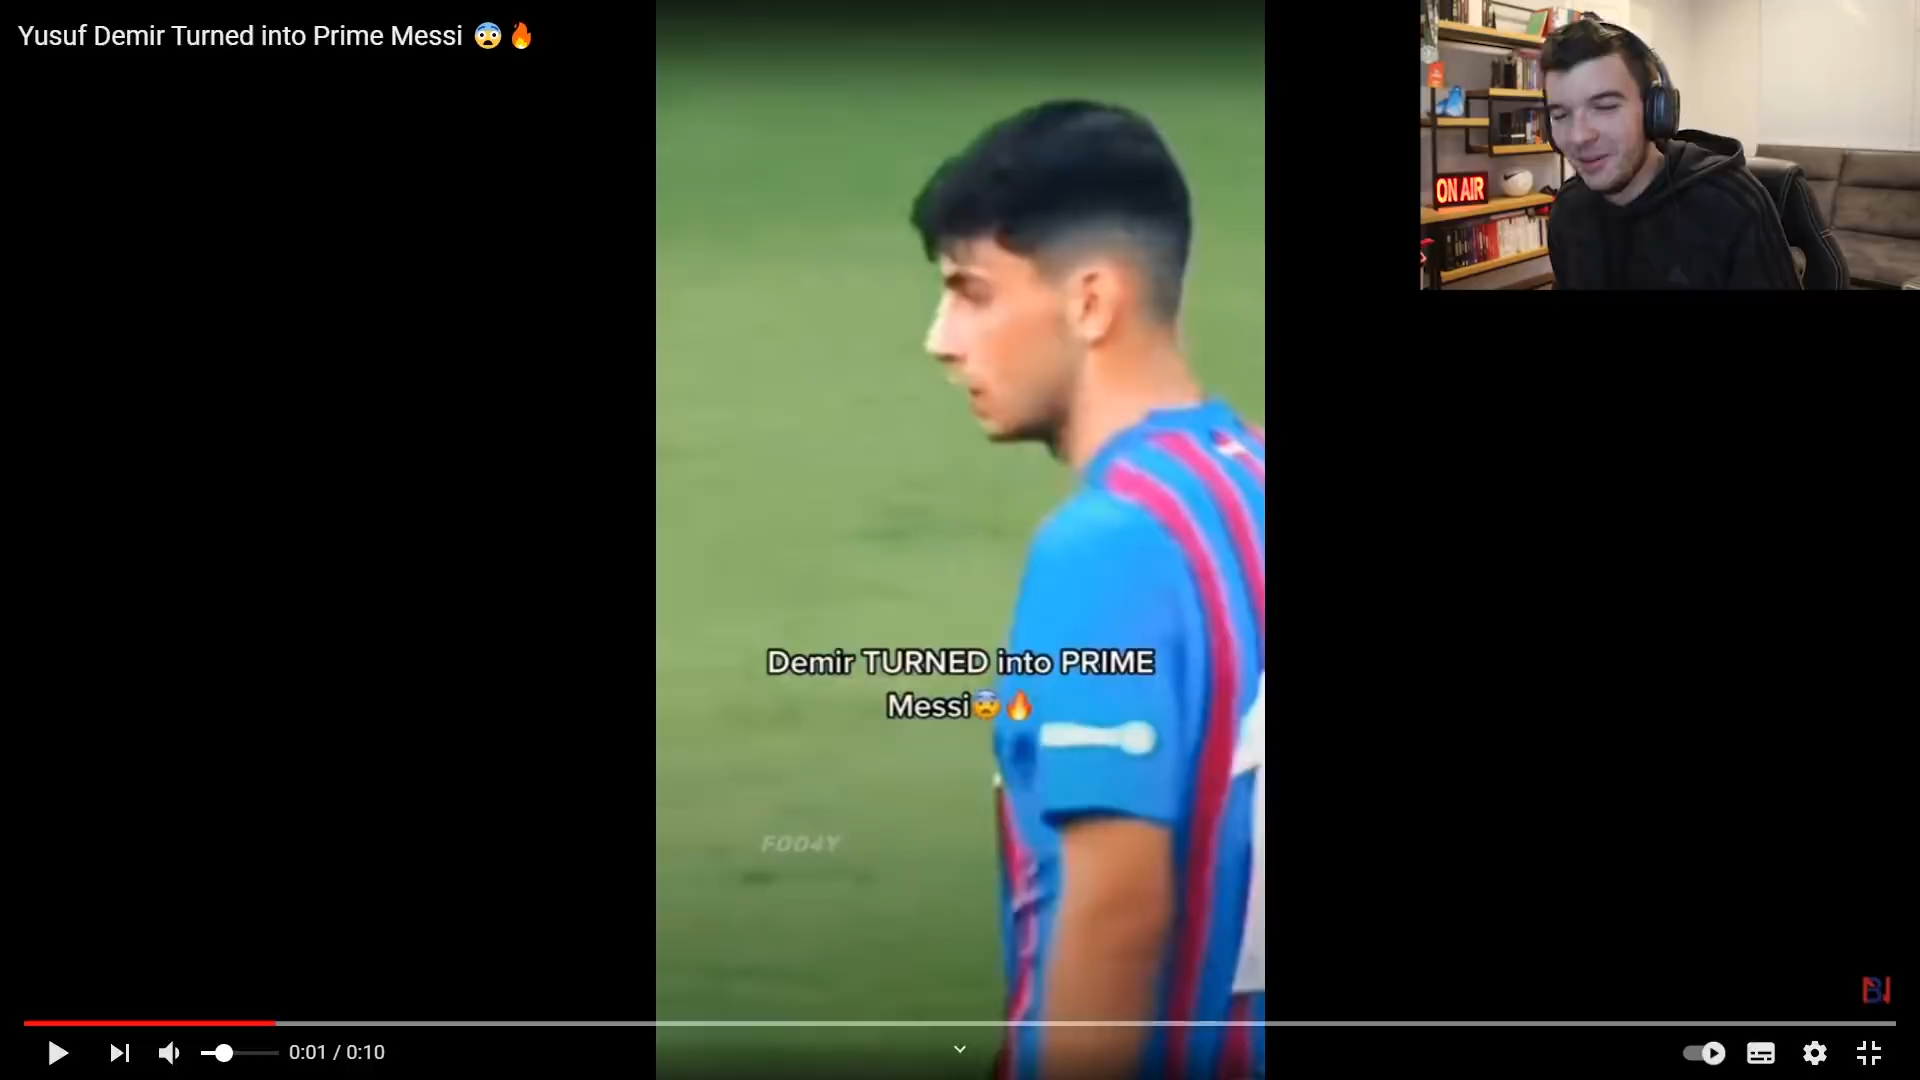 Yusuf Demir Turned into Prime Messi 😨🔥
ON AIR
Demir TURNED into PRIME
Messi😨🔥
FOD4Y
0:01 / 0:10